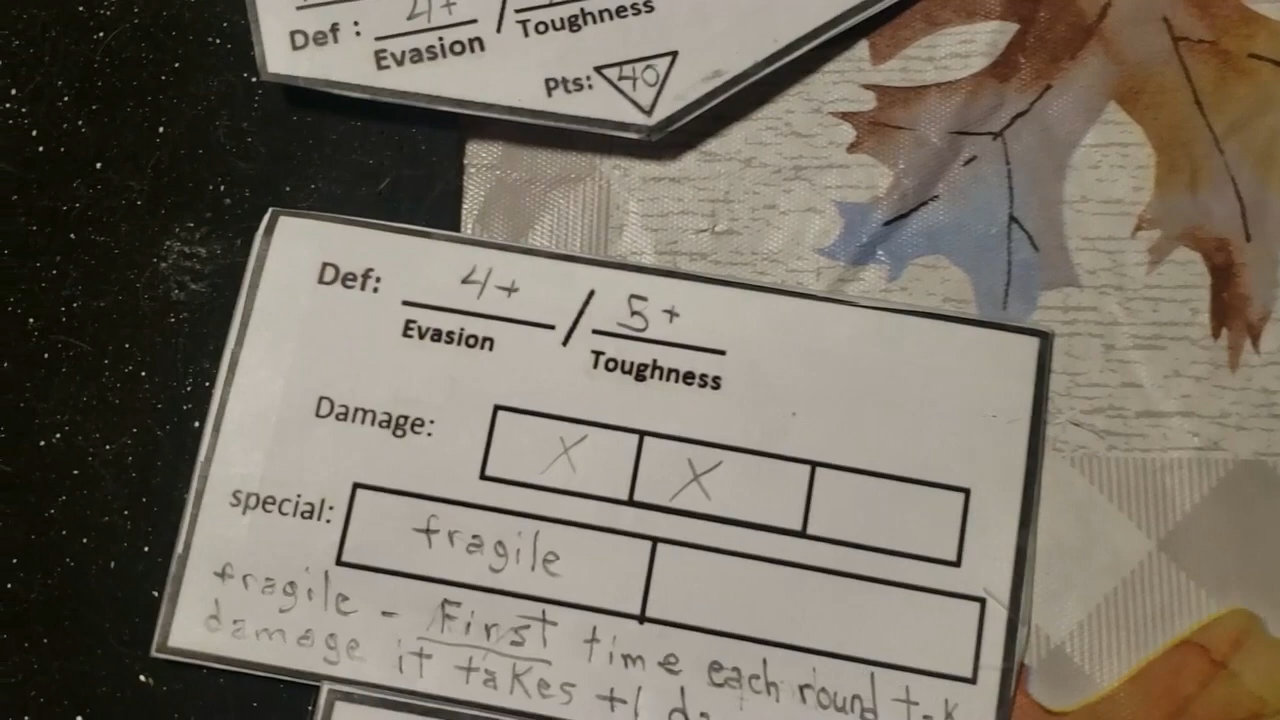 Def: 4+ /
Evasion Toughness
Pts: 40
Def: 4+ / 5+
Evasion Toughness
Damage: X X
special: fragile
fragile - First time each round
damage it takes +1